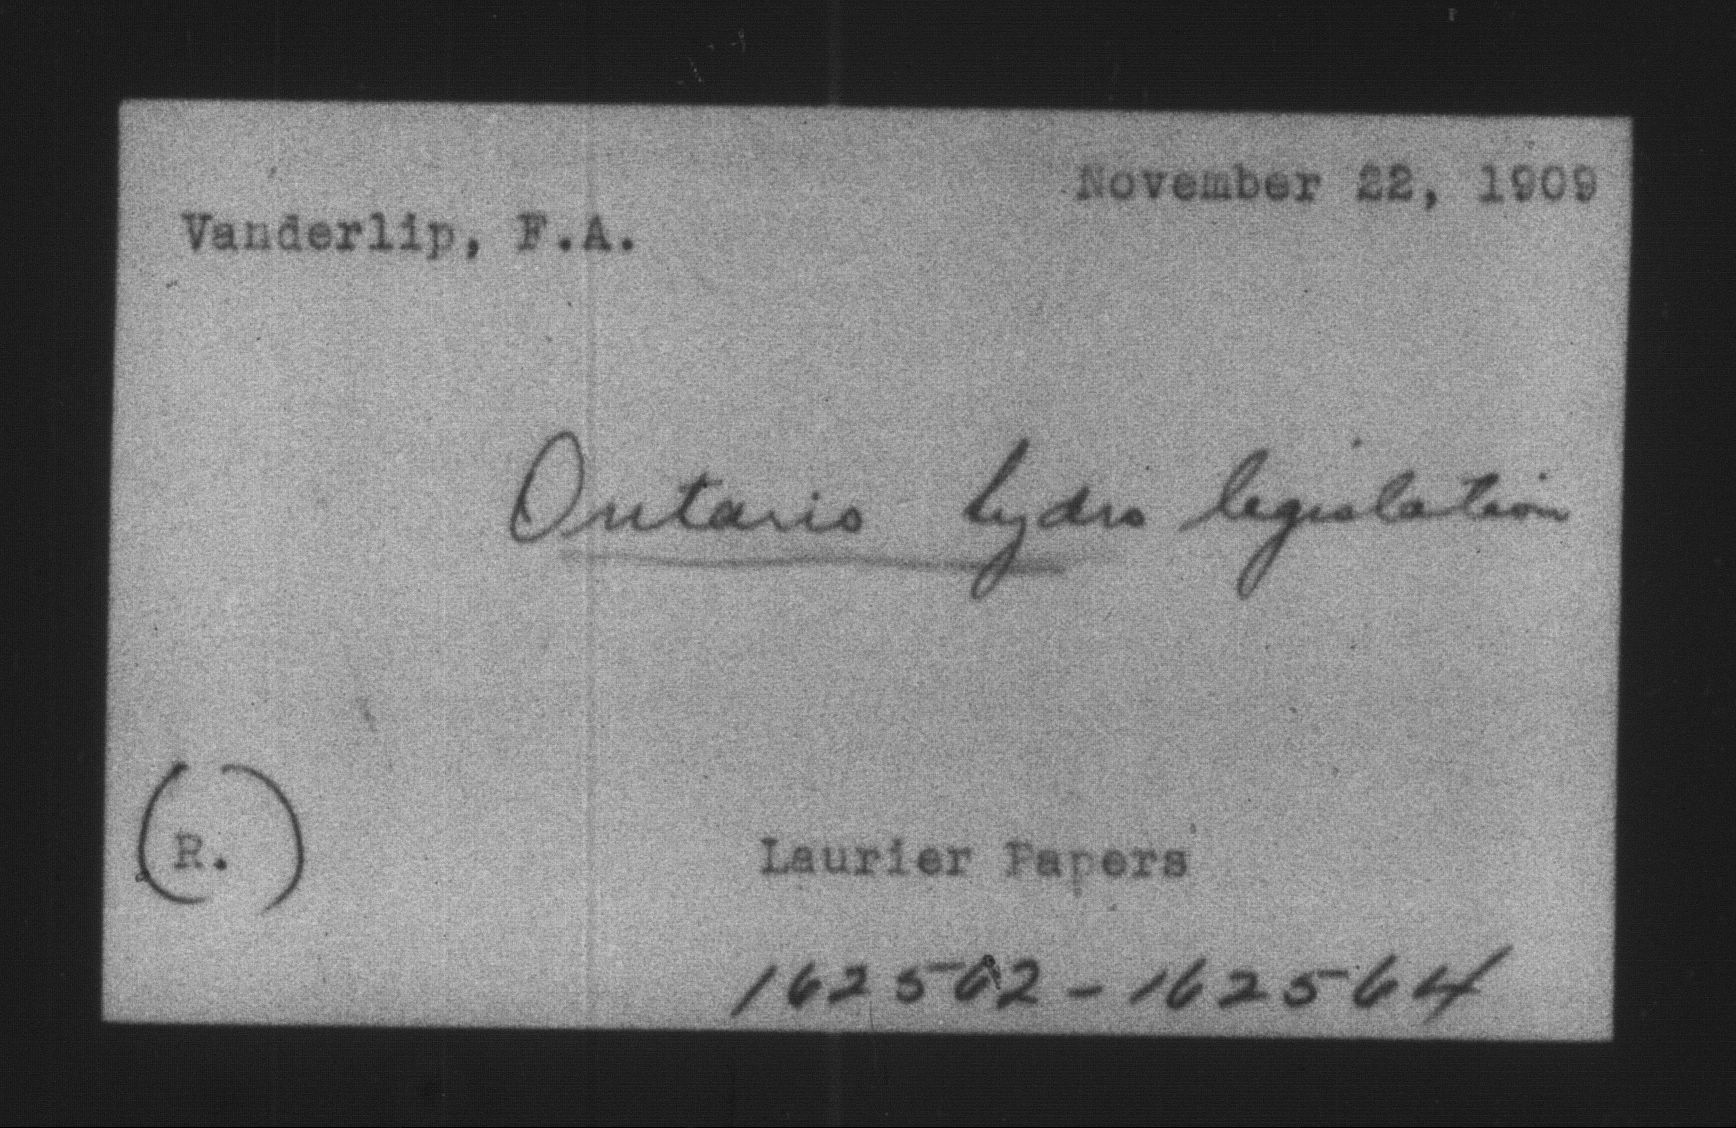 November 22, 1909
Vanderlip, F.A.
Ontario hydro legislation
(R.)
Laurier Papers
162562-162564